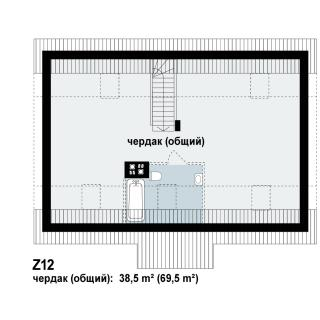 чердак (общий)
Z12
чердак (общий): 38,5 m² (69,5 m²)